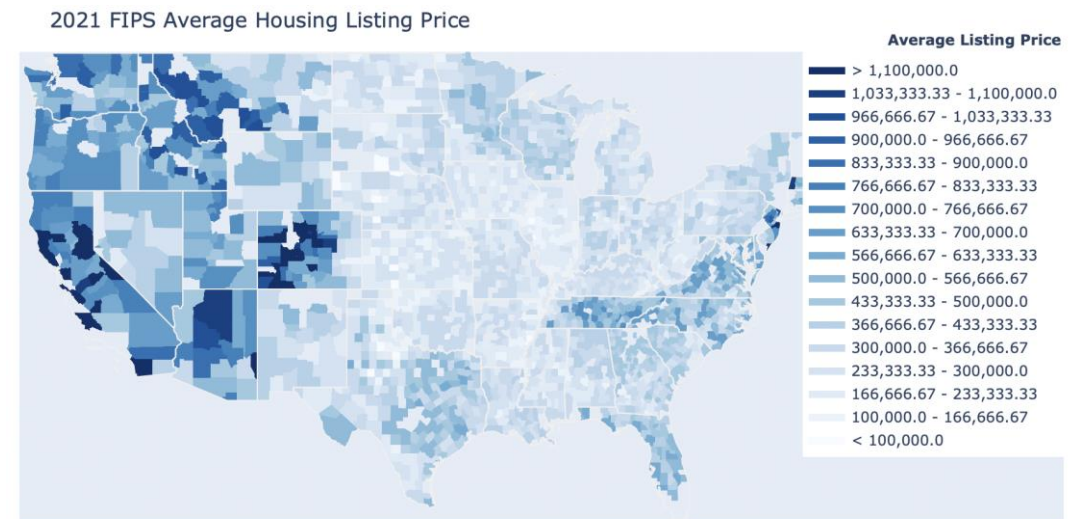 2021 FIPS Average Housing Listing Price
Average Listing Price
> 1,100,000.0
1,033,333.33 - 1,100,000.0
966,666.67 - 1,033,333.33
900,000.0 - 966,666.67
833,333.33 - 900,000.0
766,666.67 - 833,333.33
700,000.0 - 766,666.67
633,333.33 - 700,000.0
566,666.67 - 633,333.33
500,000.0 - 566,666.67
433,333.33 - 500,000.0
366,666.67 - 433,333.33
300,000.0 - 366,666.67
233,333.33 - 300,000.0
166,666.67 - 233,333.33
100,000.0 - 166,666.67
< 100,000.0